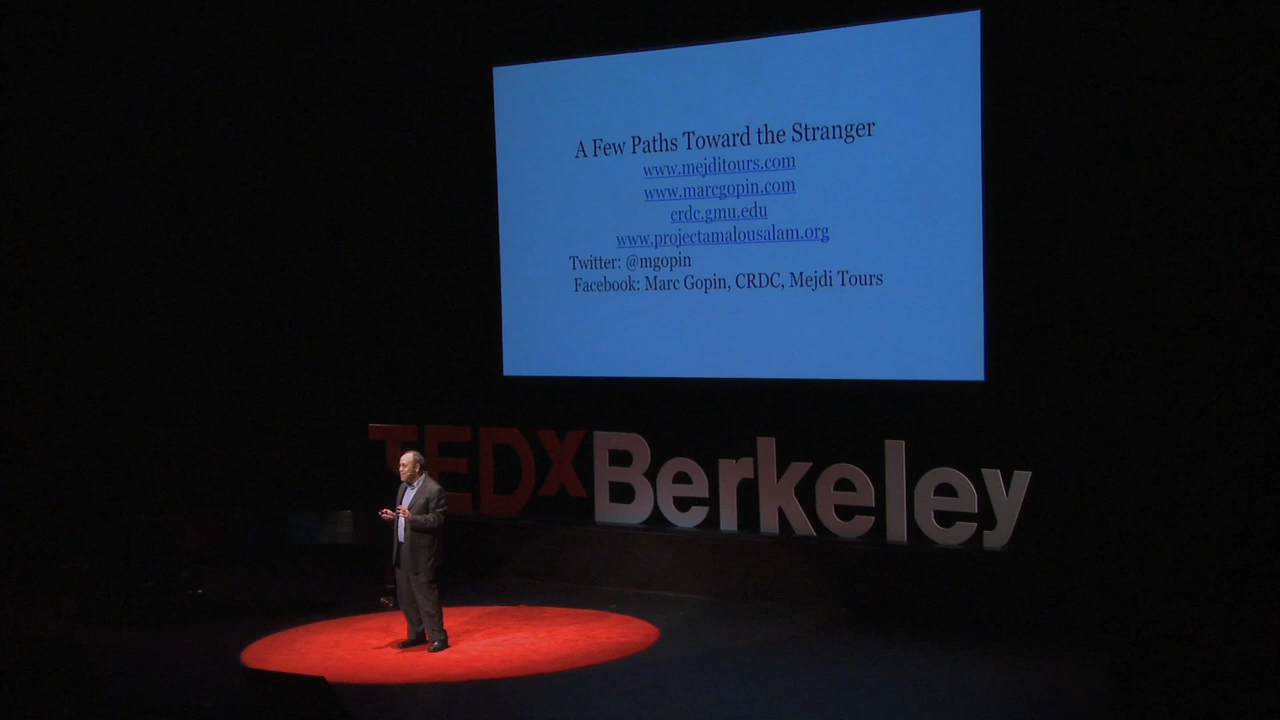 A Few Paths Toward the Stranger
www.mejditours.com
www.marcgopin.com
crdc.gmu.edu
www.projectamalousalam.org
Twitter: @mgopin
Facebook: Marc Gopin, CRDC, Mejdi Tours
TEDxBerkeley